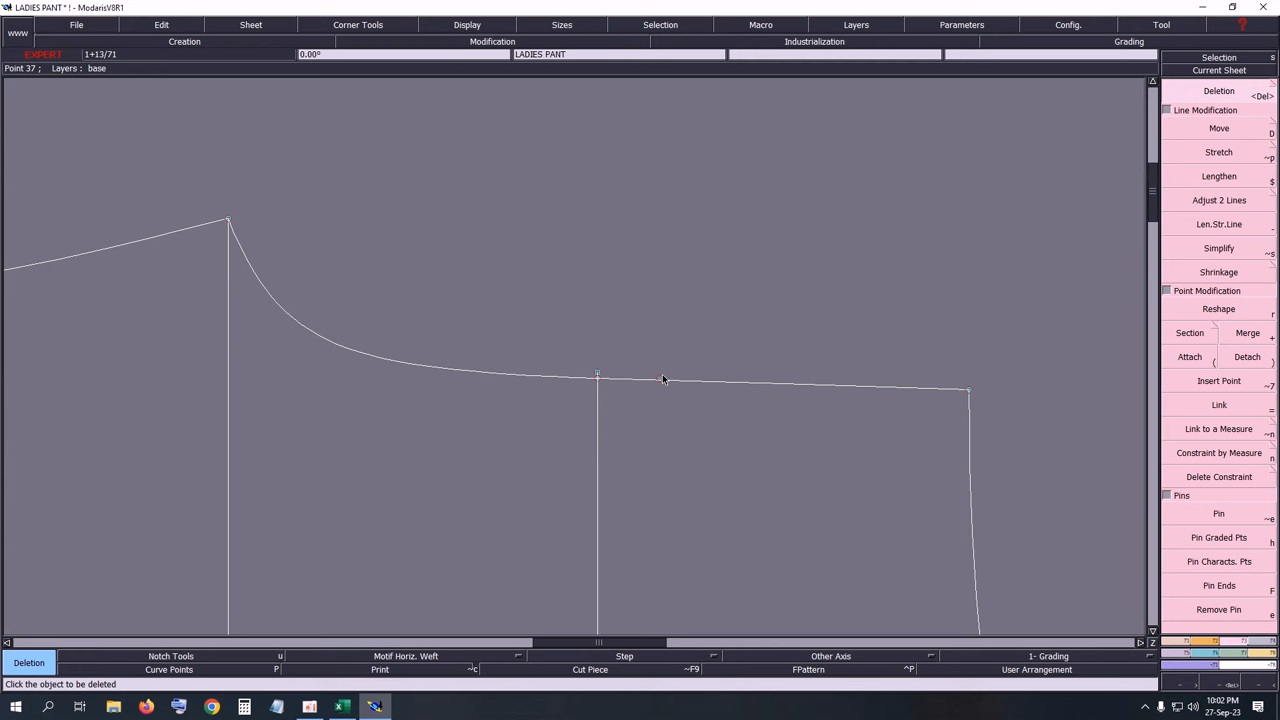 LADIES PANT * ! - ModarisV8R1
www File Edit Sheet Corner Tools Display Sizes Selection Macro Layers Parameters Config. Tool ?
Creation Modification Industrialization Grading
EXPERT 1+13/71 0.00º LADIES PANT
Point 37 ; Layers : base
Selection s
Current Sheet
Deletion <Del>
Line Modification
Move D
Stretch ~p
Lengthen $
Adjust 2 Lines
Len.Str.Line -
Simplify ~s
Shrinkage
Point Modification
Reshape r
Section Merge +
Attach ( Detach )
Insert Point ~7
Link =
Link to a Measure ~n
Constraint by Measure n
Delete Constraint
Pins
Pin ~e
Pin Graded Pts h
Pin Characts. Pts
Pin Ends F
Remove Pin e
Z
Deletion
Notch Tools u Motif Horiz. Weft Step Other Axis 1- Grading
Curve Points P Print ~c Cut Piece ~F9 FPattern ^P User Arrangement
Click the object to be deleted
10:02 PM
27-Sep-23